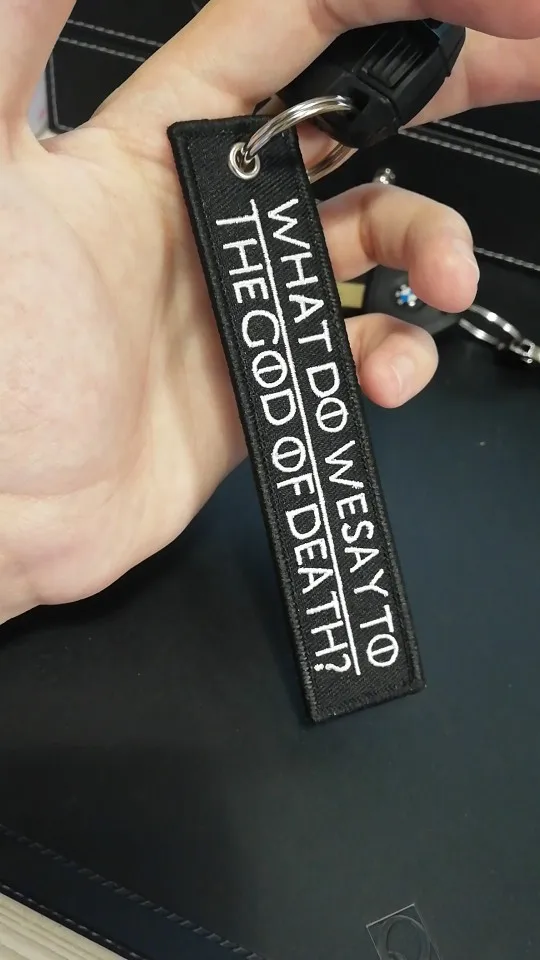 WHAT DO WE SAY TO
THE GOD OF DEATH?